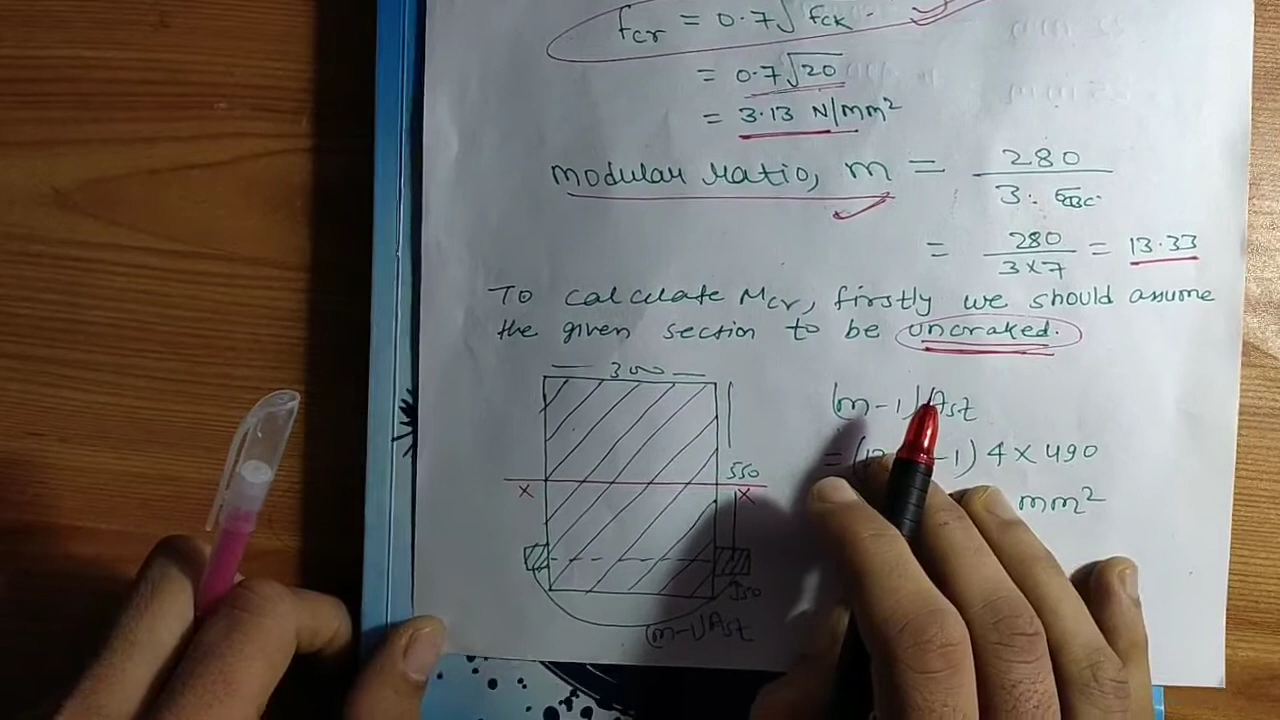 fcr = 0.7√fck.
= 0.7√20
= 3.13 N/mm²
modular ratio, m = 280 / 3.σcbc.
= 280 / 3×7 = 13.33
To calculate Mcr, firstly we should assume
the given section to be uncraked.
300
(m-1) Ast
550
x x
-1) 4 × 490
mm²
50
(m-1)Ast